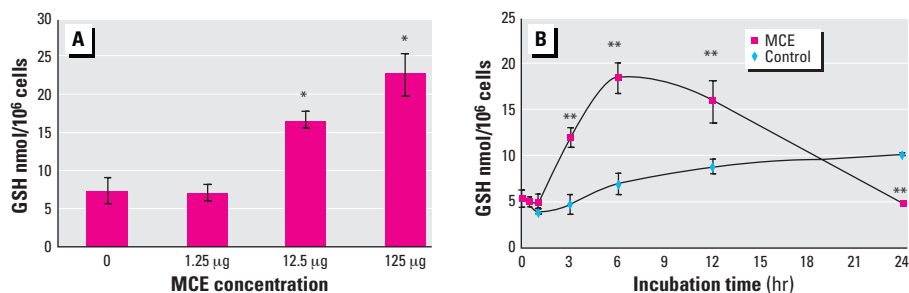 A
GSH nmol/10⁶ cells
30
25
20
15
10
5
0
*
*
0 1.25 µg 12.5 µg 125 µg
MCE concentration
B
GSH nmol/10⁶ cells
25
20
15
10
5
0
MCE
Control
**
**
**
**
0 3 6 9 12 15 18 21 24
Incubation time (hr)